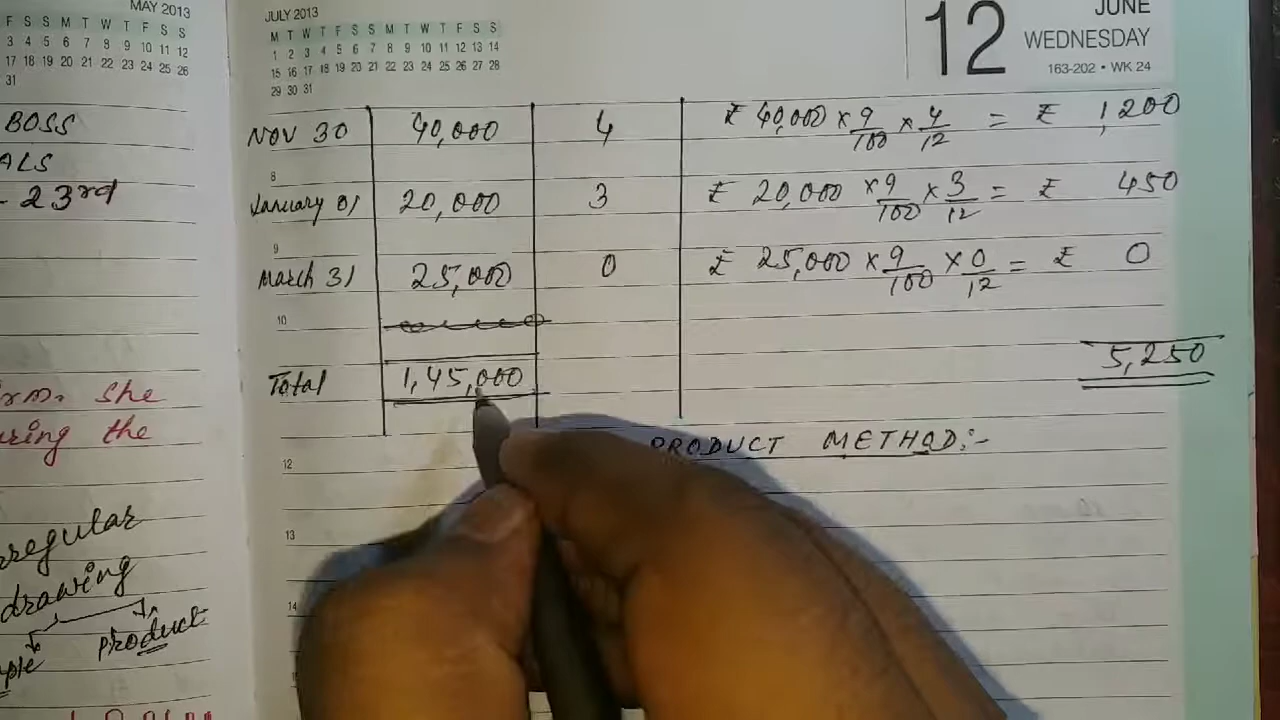 MAY 2013
F S S M T W T F S S
3 4 5 6 7 8 9 10 11 12
17 18 19 20 21 22 23 24 25 26
31
BOSS
ALS
- 23rd
rm. She
uring the
rregular
drawing
ple product
JULY 2013
M T W T F S S M T W T F S S
1 2 3 4 5 6 7 8 9 10 11 12 13 14
15 16 17 18 19 20 21 22 23 24 25 26 27 28
29 30 31
12 JUNE
WEDNESDAY
163-202 • WK 24
NOV 30 40,000 4 ₹ 40,000 × 9/100 × 4/12 = ₹ 1,200
8
January 01 20,000 3 ₹ 20,000 × 9/100 × 3/12 = ₹ 450
9
March 31 25,000 0 ₹ 25,000 × 9/100 × 0/12 = ₹ 0
10
5,250
Total 1,45,000
PRODUCT METHOD:-
12
13
14